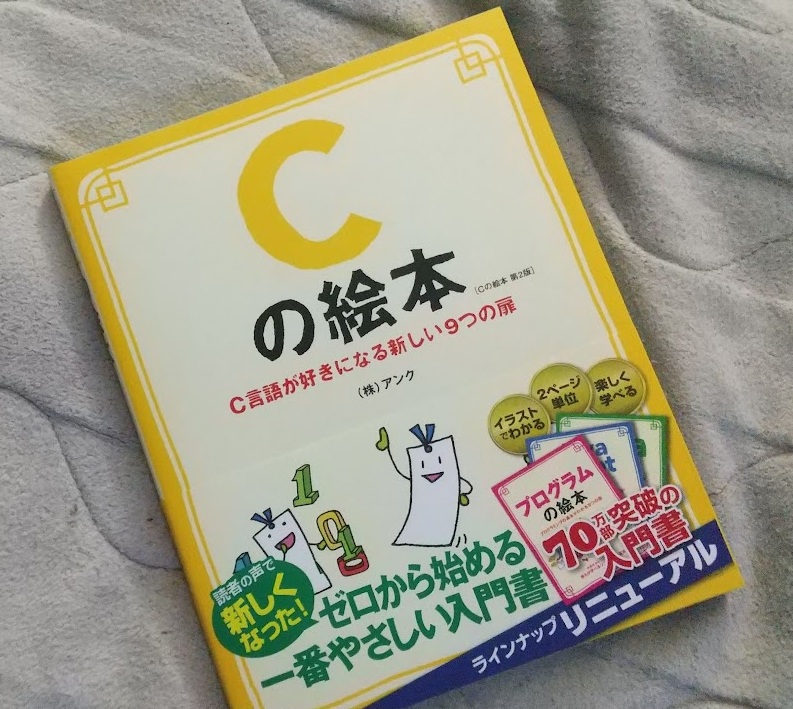 C
の絵本
[Cの絵本 第2版]
C言語が好きになる新しい9つの扉
(株)アンク
イラスト
でわかる
2ページ
単位
楽しく
学べる
プログラム
の絵本
70万部突破の
入門書
読者の声で
新しく
なった!
ゼロから始める
一番やさしい入門書
ラインナップリニューアル